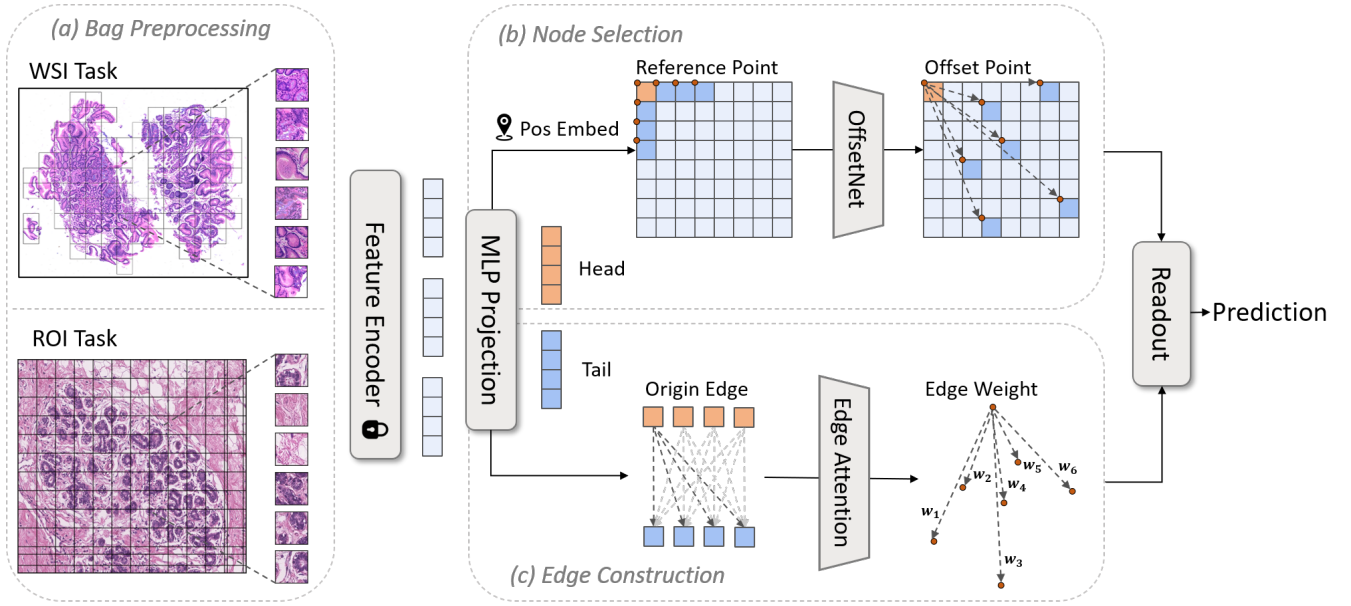 (a) Bag Preprocessing
WSI Task
ROI Task
Feature Encoder
MLP Projection
Head
Tail
(b) Node Selection
Pos Embed
Reference Point
OffsetNet
Offset Point
Origin Edge
Edge Attention
Edge Weight
w₁
w₂
w₃
w₄
w₅
w₆
(c) Edge Construction
Readout
Prediction